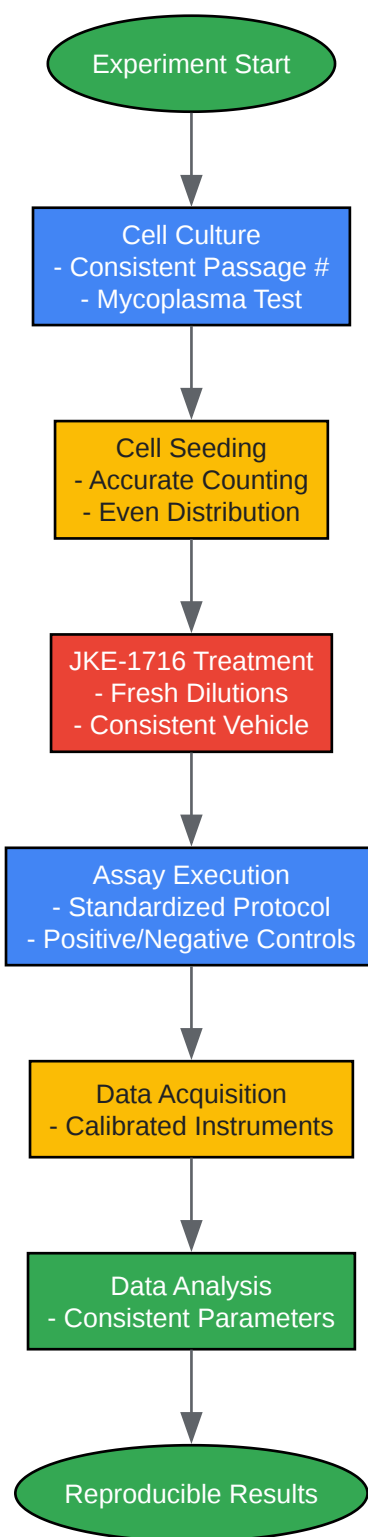 Experiment Start
Cell Culture
- Consistent Passage #
- Mycoplasma Test
Cell Seeding
- Accurate Counting
- Even Distribution
JKE-1716 Treatment
- Fresh Dilutions
- Consistent Vehicle
Assay Execution
- Standardized Protocol
- Positive/Negative Controls
Data Acquisition
- Calibrated Instruments
Data Analysis
- Consistent Parameters
Reproducible Results